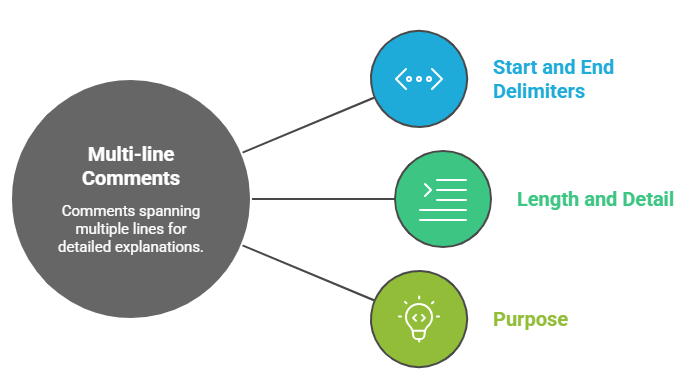 Multi-line
Comments
Comments spanning
multiple lines for
detailed explanations.
Start and End
Delimiters
Length and Detail
Purpose